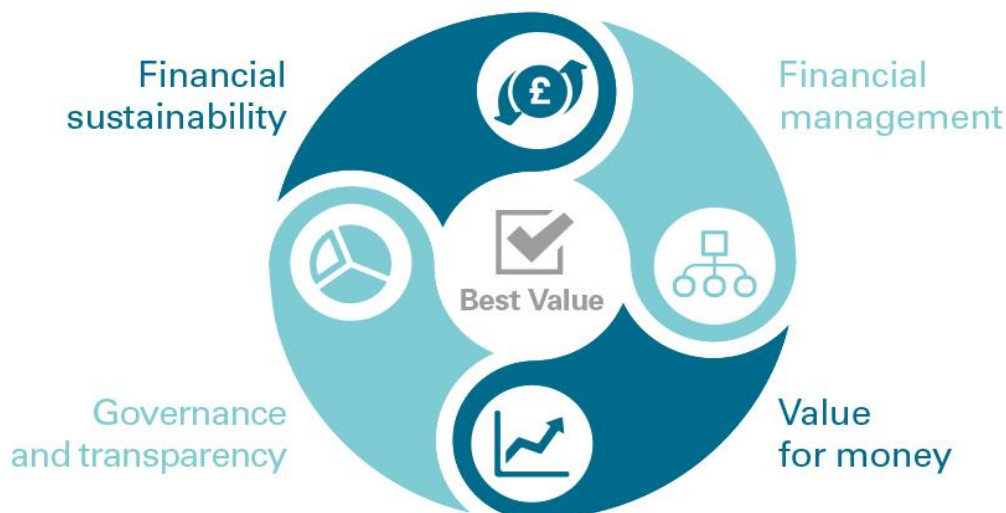 Financial
sustainability
Financial
management
£
Best Value
Governance
and transparency
Value
for money